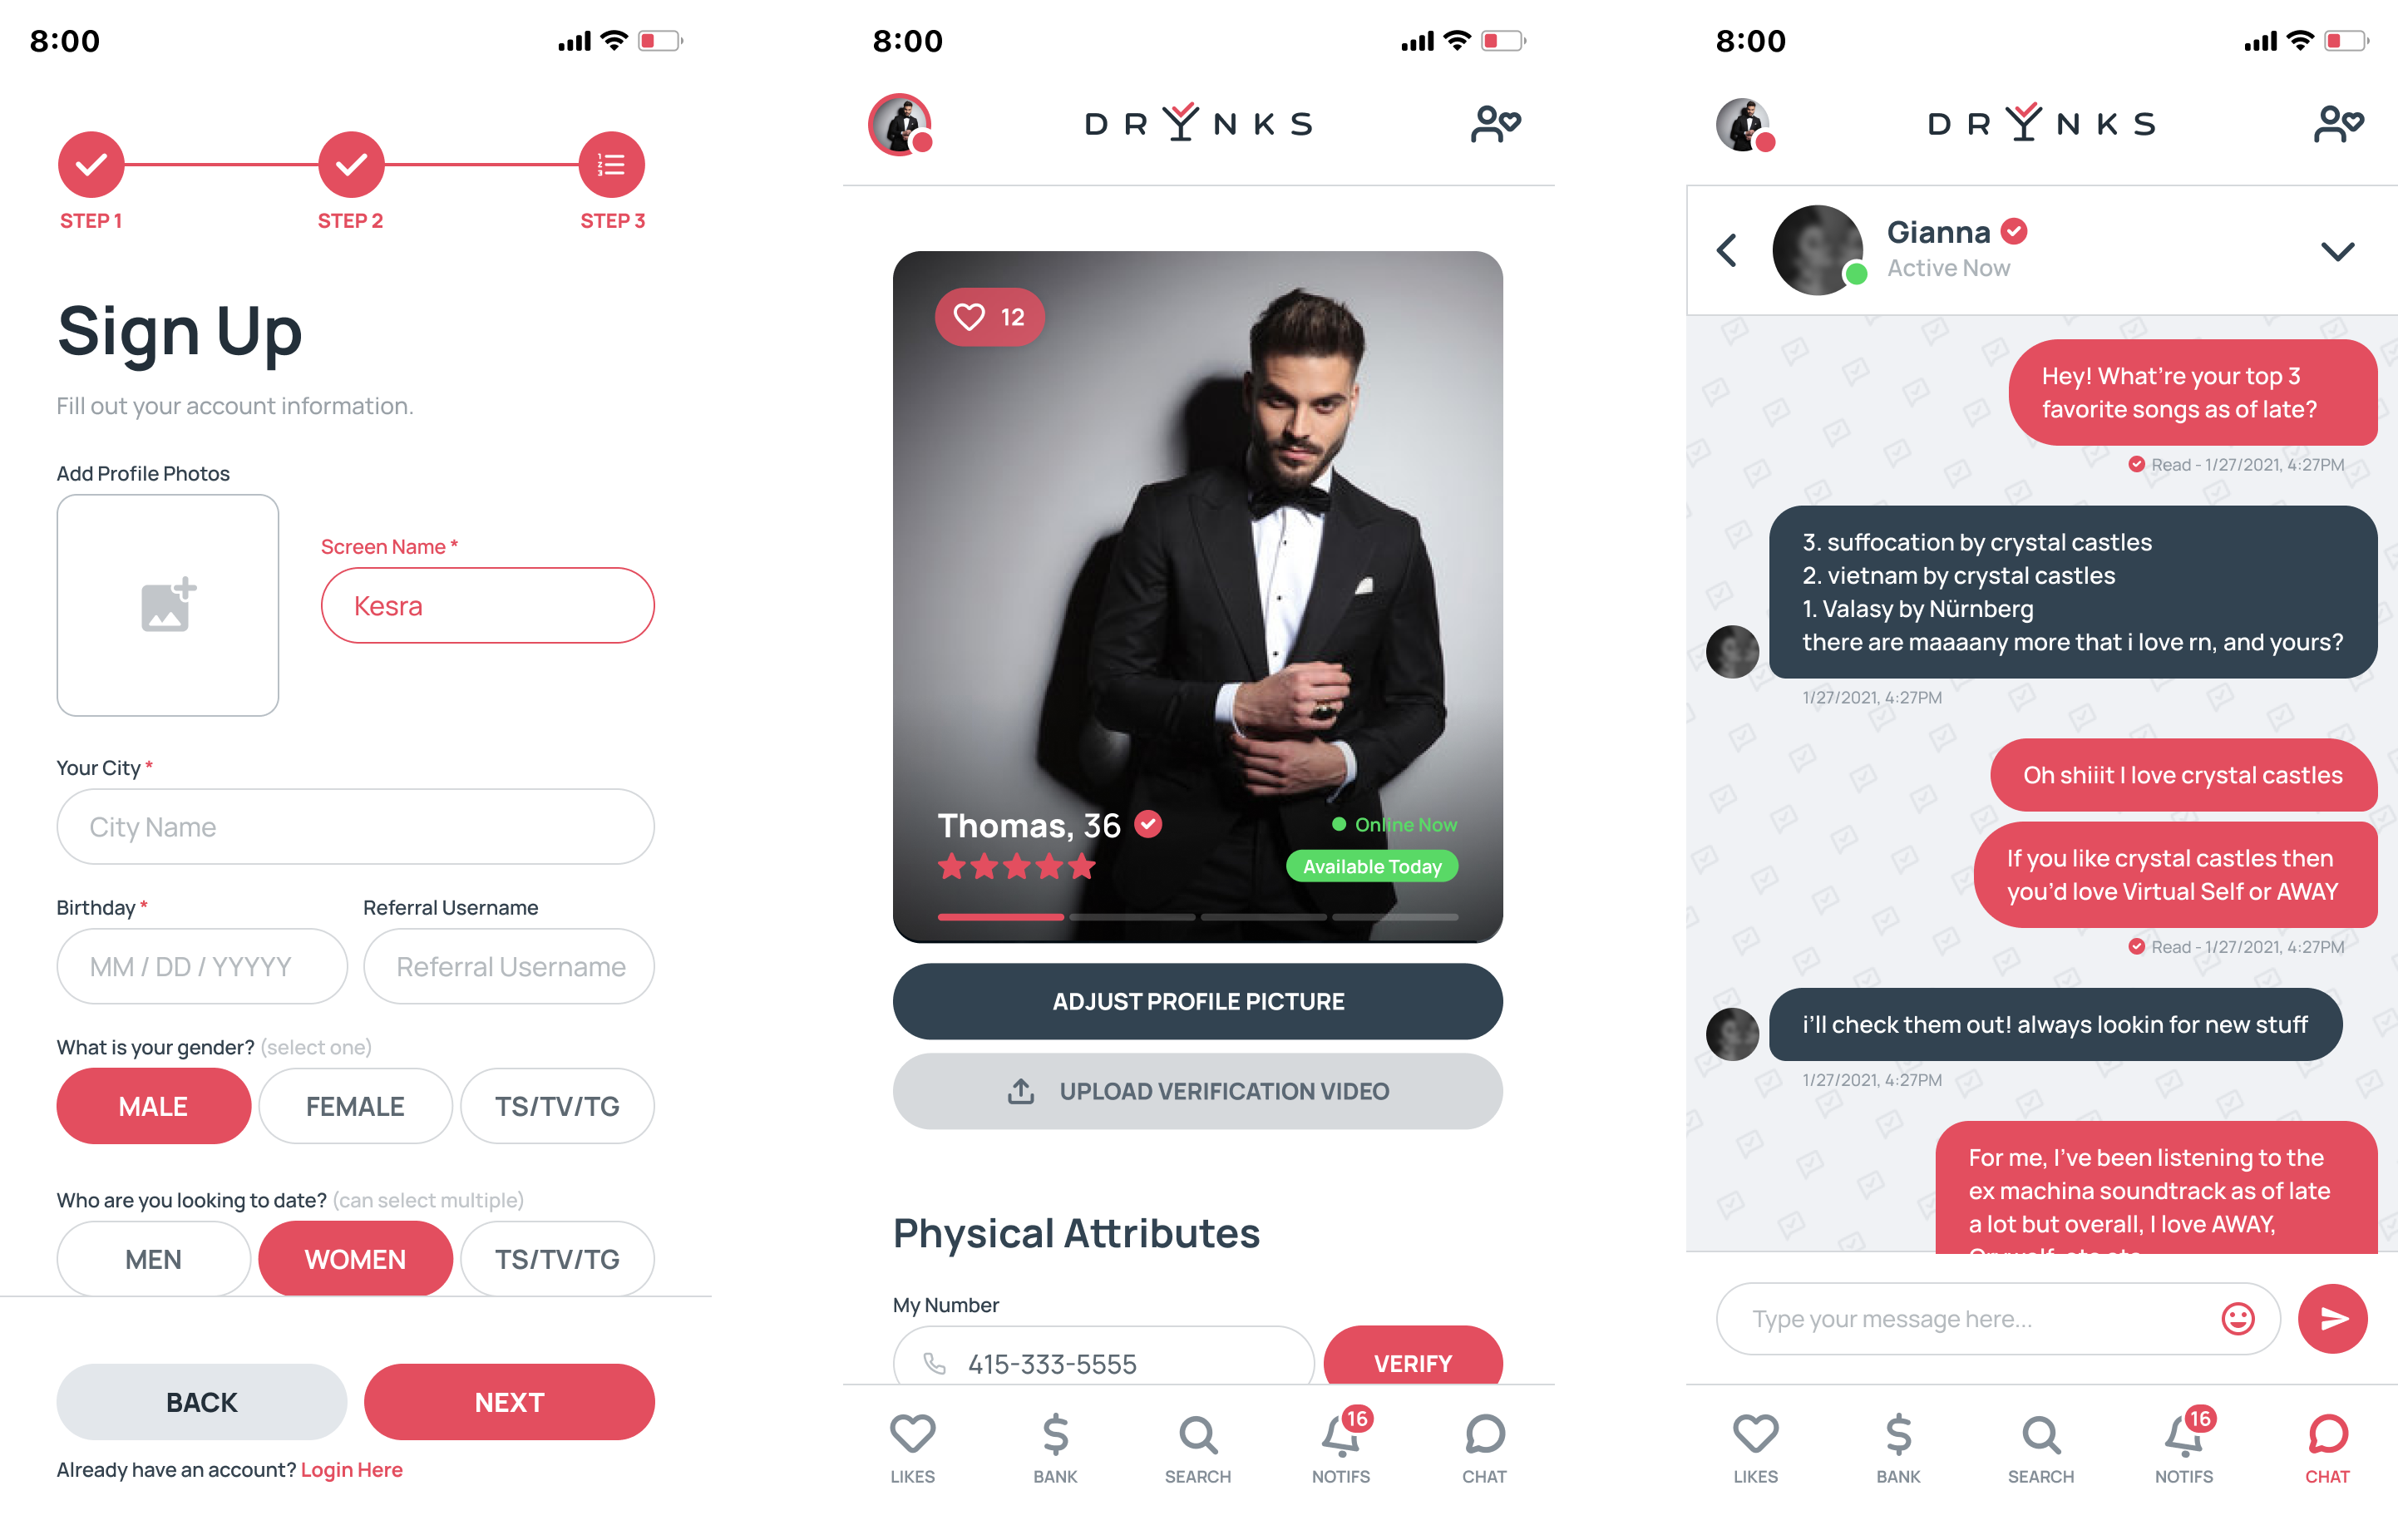 8:00
STEP 1
STEP 2
STEP 3
Sign Up
Fill out your account information.
Add Profile Photos
Screen Name *
Kesra
Your City *
City Name
Birthday *
Referral Username
MM / DD / YYYYY
Referral Username
What is your gender? (select one)
MALE
FEMALE
TS/TV/TG
Who are you looking to date? (can select multiple)
MEN
WOMEN
TS/TV/TG
BACK
NEXT
Already have an account? Login Here
8:00
DRYNKS
12
Thomas, 36
Online Now
Available Today
ADJUST PROFILE PICTURE
UPLOAD VERIFICATION VIDEO
Physical Attributes
My Number
415-333-5555
VERIFY
16
LIKES
BANK
SEARCH
NOTIFS
CHAT
8:00
DRYNKS
Gianna
Active Now
Hey! What're your top 3
favorite songs as of late?
Read - 1/27/2021, 4:27PM
3. suffocation by crystal castles
2. vietnam by crystal castles
1. Valasy by Nürnberg
there are maaaany more that i love rn, and yours?
1/27/2021, 4:27PM
Oh shiiit I love crystal castles
If you like crystal castles then
you'd love Virtual Self or AWAY
Read - 1/27/2021, 4:27PM
i'll check them out! always lookin for new stuff
1/27/2021, 4:27PM
For me, I've been listening to the
ex machina soundtrack as of late
a lot but overall, I love AWAY,
Type your message here...
16
LIKES
BANK
SEARCH
NOTIFS
CHAT